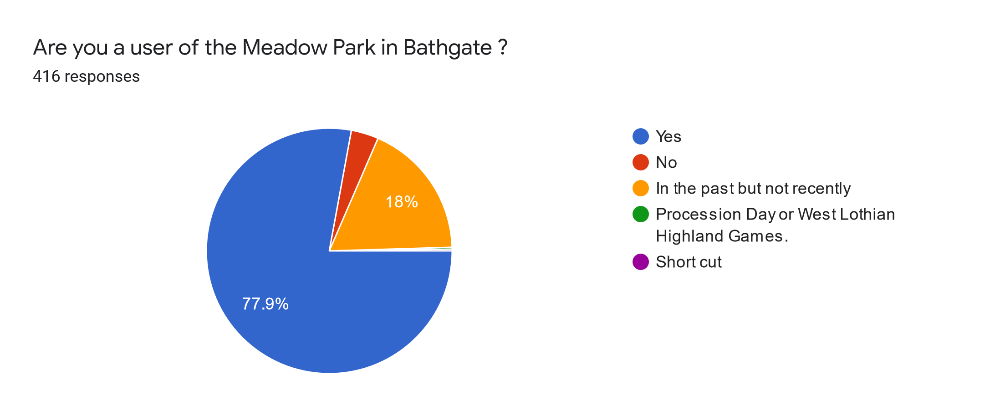 Are you a user of the Meadow Park in Bathgate ?
416 responses
Yes
No
In the past but not recently
Procession Day or West Lothian
Highland Games.
Short cut
18%
77.9%